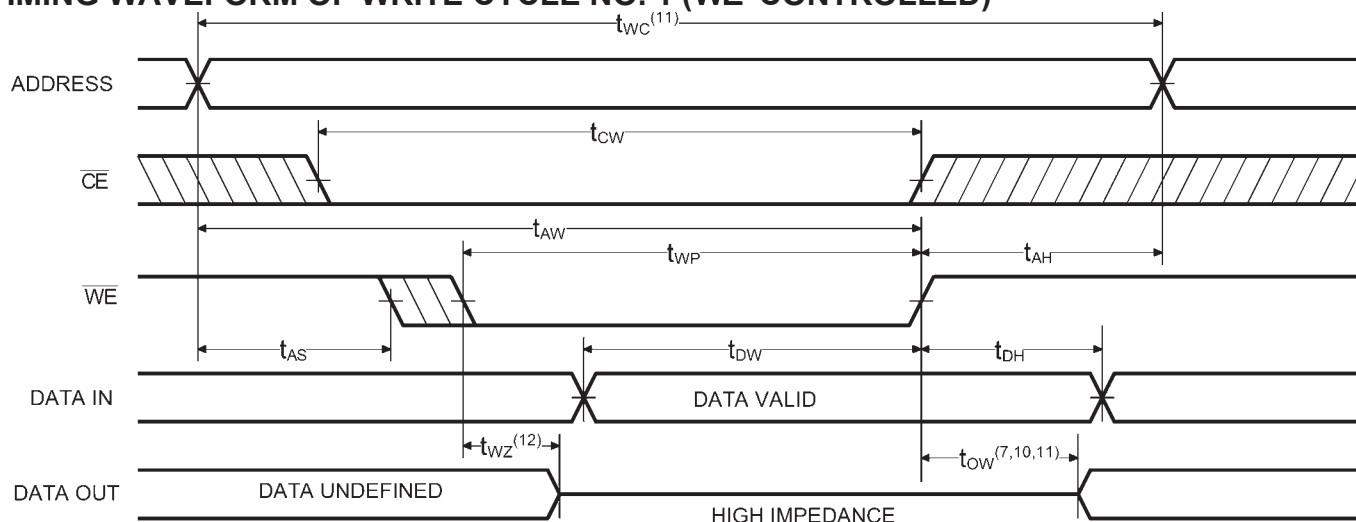 TIMING WAVEFORM OF WRITE CYCLE NO. 1 (WE CONTROLLED)
tWC(11)
ADDRESS
tCW
CE
tAW
tWP
tAH
WE
tAS
tDW
tDH
DATA IN
DATA VALID
tWZ(12)
tOW(7,10,11)
DATA OUT
DATA UNDEFINED
HIGH IMPEDANCE